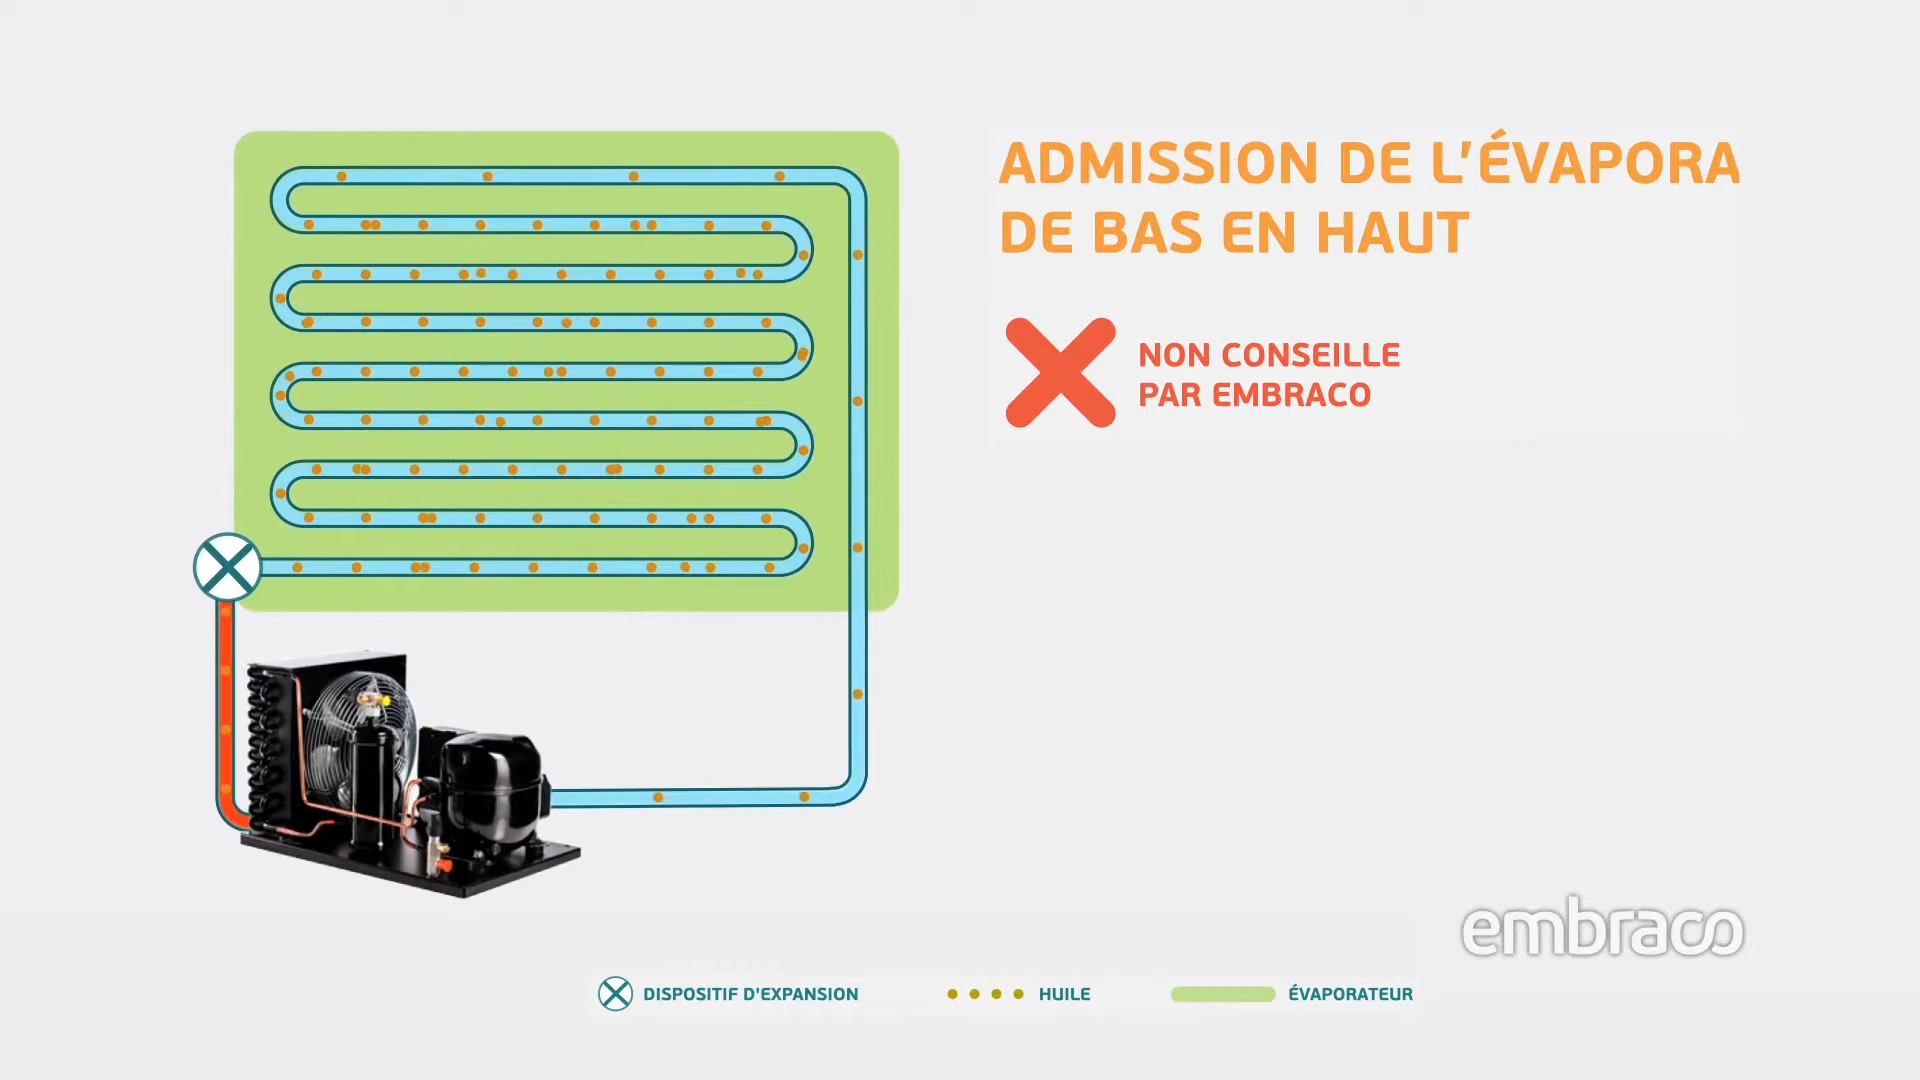 ADMISSION DE L'ÉVAPORA
DE BAS EN HAUT
NON CONSEILLE
PAR EMBRACO
embraco
DISPOSITIF D'EXPANSION
HUILE
ÉVAPORATEUR